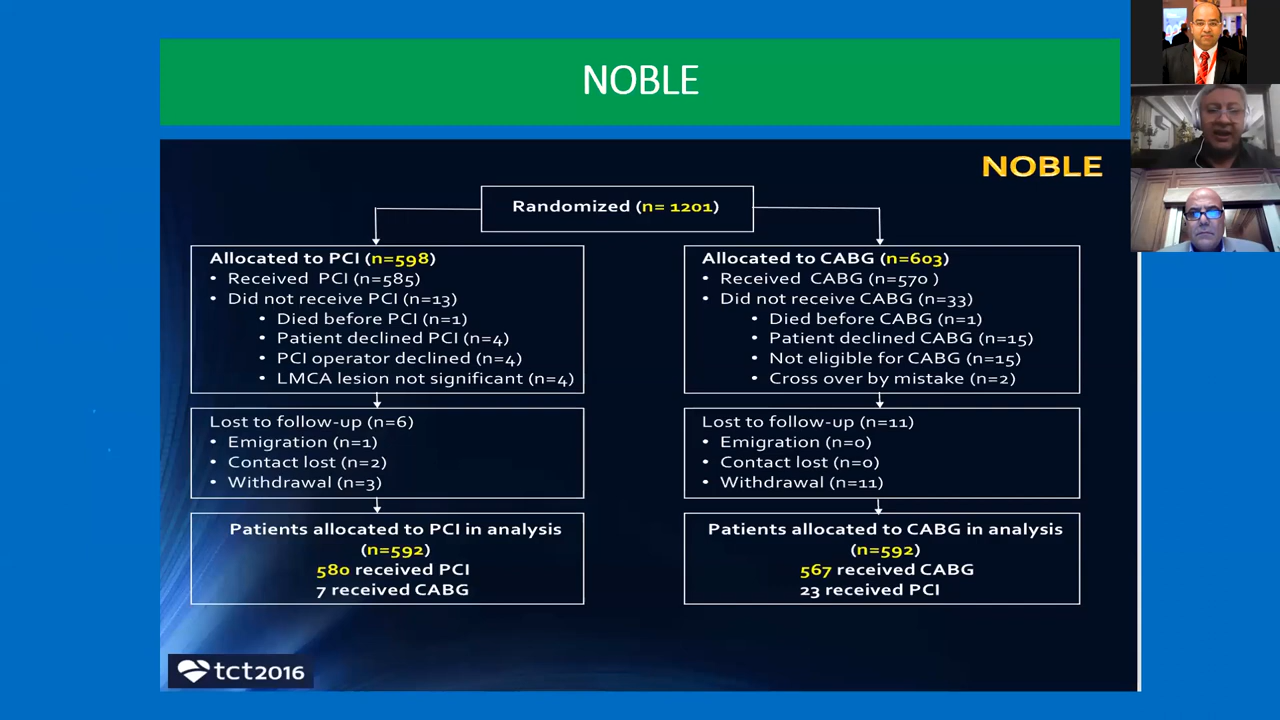 NOBLE
NOBLE
Randomized (n= 1201)
Allocated to PCI (n=598)
• Received PCI (n=585)
• Did not receive PCI (n=13)
• Died before PCI (n=1)
• Patient declined PCI (n=4)
• PCI operator declined (n=4)
• LMCA lesion not significant (n=4)
Allocated to CABG (n=603)
• Received CABG (n=570 )
• Did not receive CABG (n=33)
• Died before CABG (n=1)
• Patient declined CABG (n=15)
• Not eligible for CABG (n=15)
• Cross over by mistake (n=2)
Lost to follow-up (n=6)
• Emigration (n=1)
• Contact lost (n=2)
• Withdrawal (n=3)
Lost to follow-up (n=11)
• Emigration (n=0)
• Contact lost (n=0)
• Withdrawal (n=11)
Patients allocated to PCI in analysis
(n=592)
580 received PCI
7 received CABG
Patients allocated to CABG in analysis
(n=592)
567 received CABG
23 received PCI
tct2016